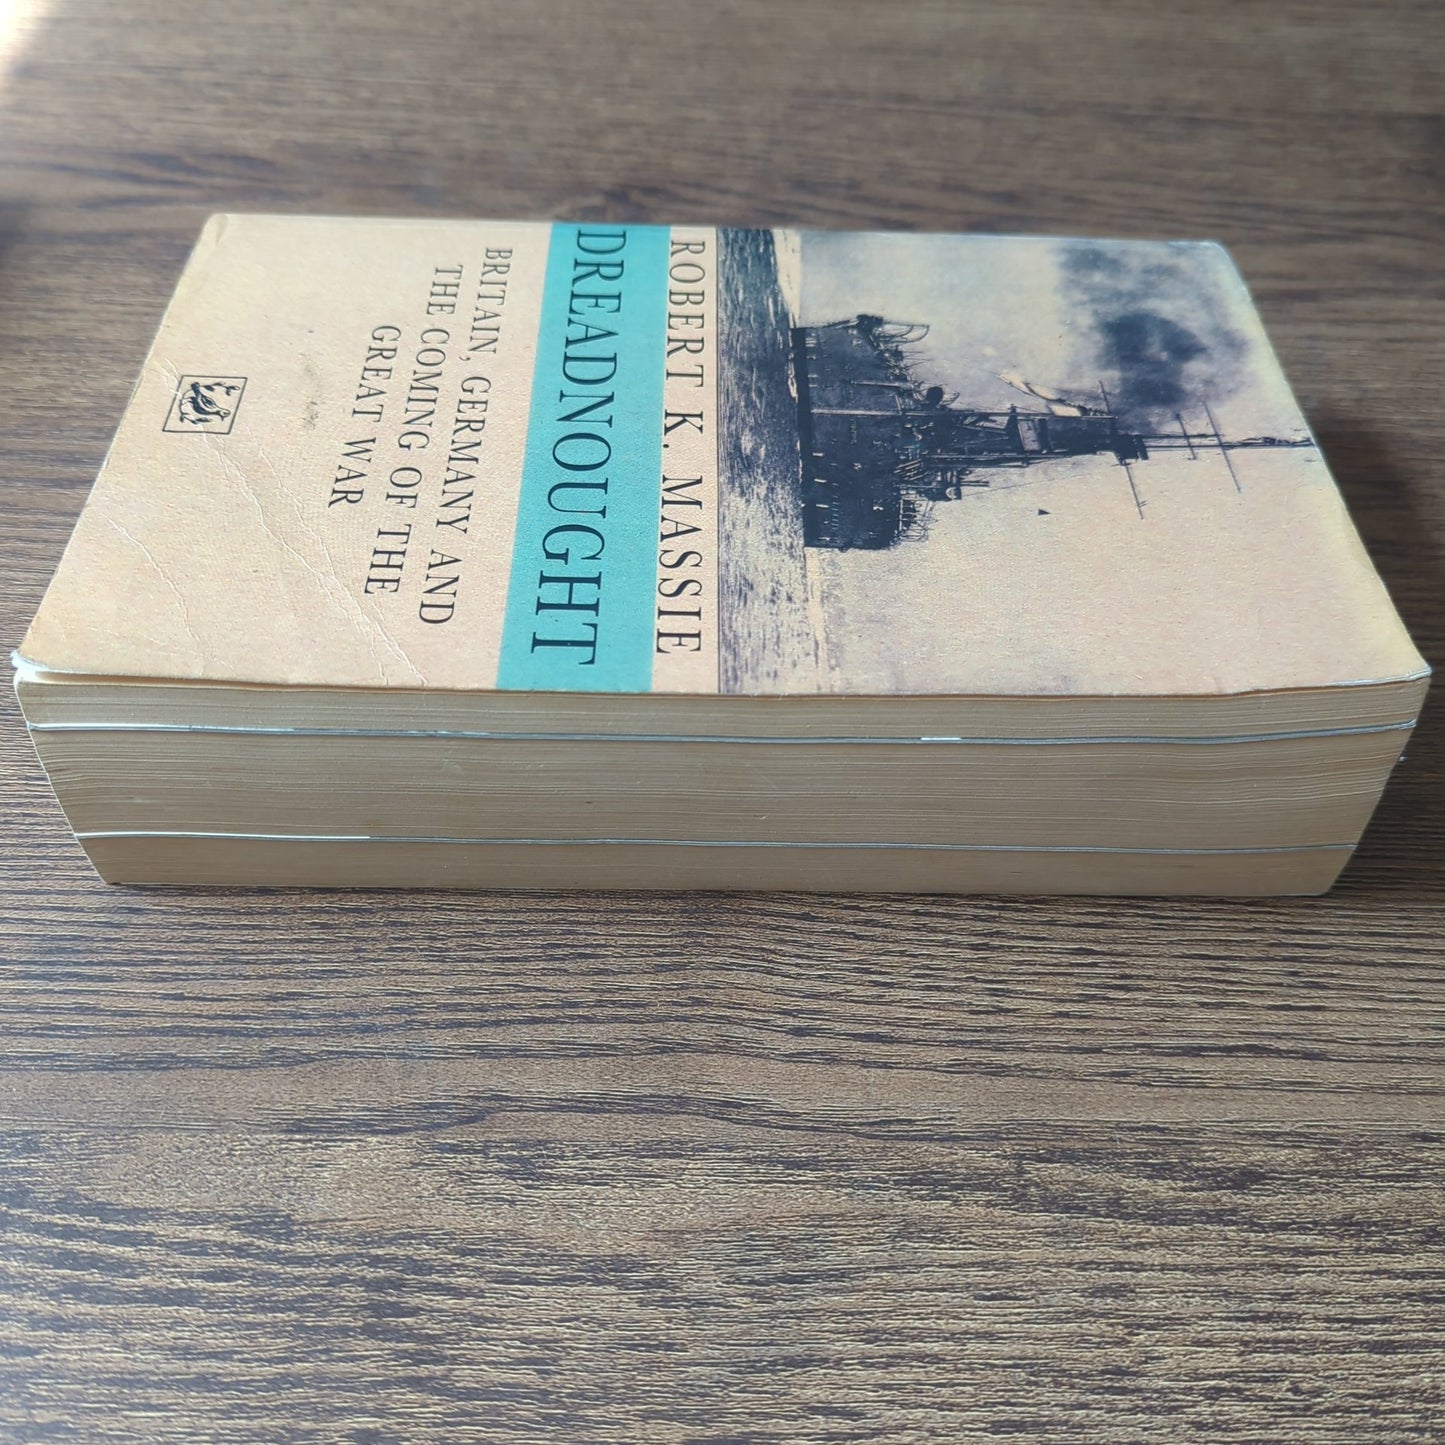 ROBERT K. MASSIE
DREADNOUGHT
BRITAIN, GERMANY AND
THE COMING OF THE
GREAT WAR